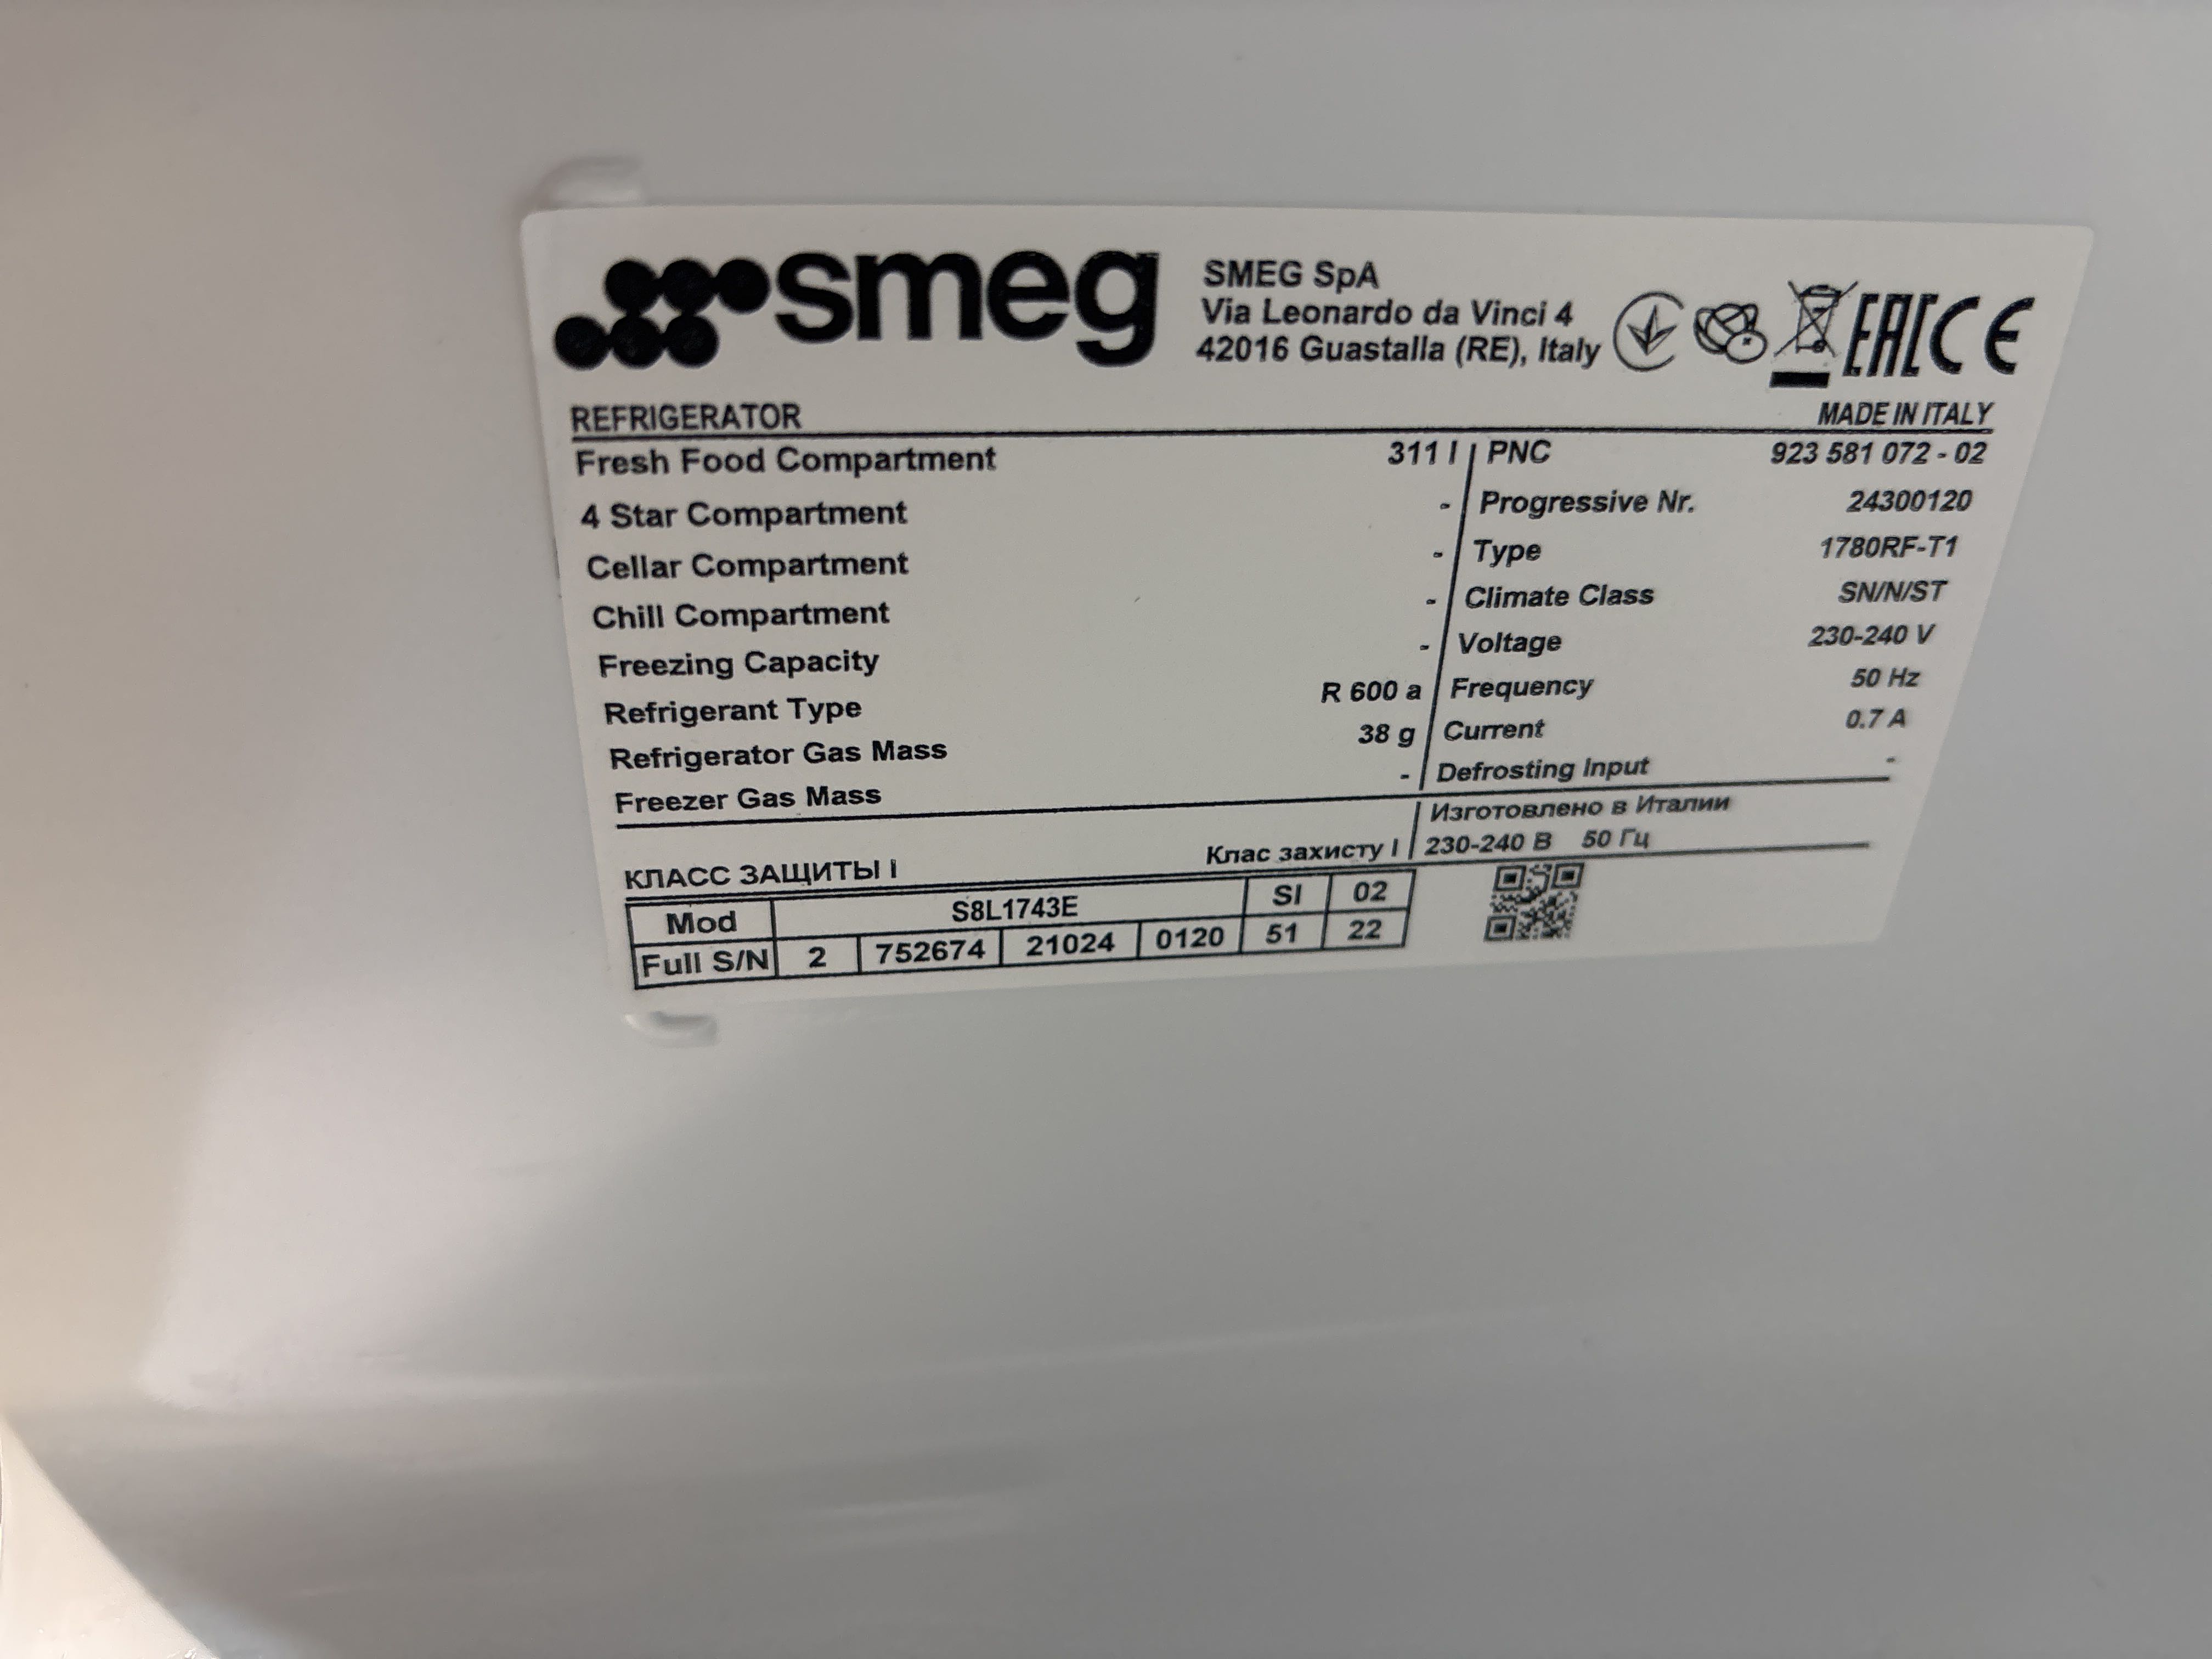 smeg
SMEG SpA
Via Leonardo da Vinci 4
42016 Guastalla (RE), Italy
EAC CE
REFRIGERATOR MADE IN ITALY
Fresh Food Compartment 311 l
4 Star Compartment -
Cellar Compartment -
Chill Compartment -
Freezing Capacity -
Refrigerant Type R 600 a
Refrigerator Gas Mass 38 g
Freezer Gas Mass -
PNC 923 581 072 - 02
Progressive Nr. 24300120
Type 1780RF-T1
Climate Class SN/N/ST
Voltage 230-240 V
Frequency 50 Hz
Current 0.7 A
Defrosting Input -
КЛАСС ЗАЩИТЫ I Клас захисту I
Изготовлено в Италии
230-240 В 50 Гц
Mod S8L1743E SI 02
Full S/N 2 752674 21024 0120 51 22